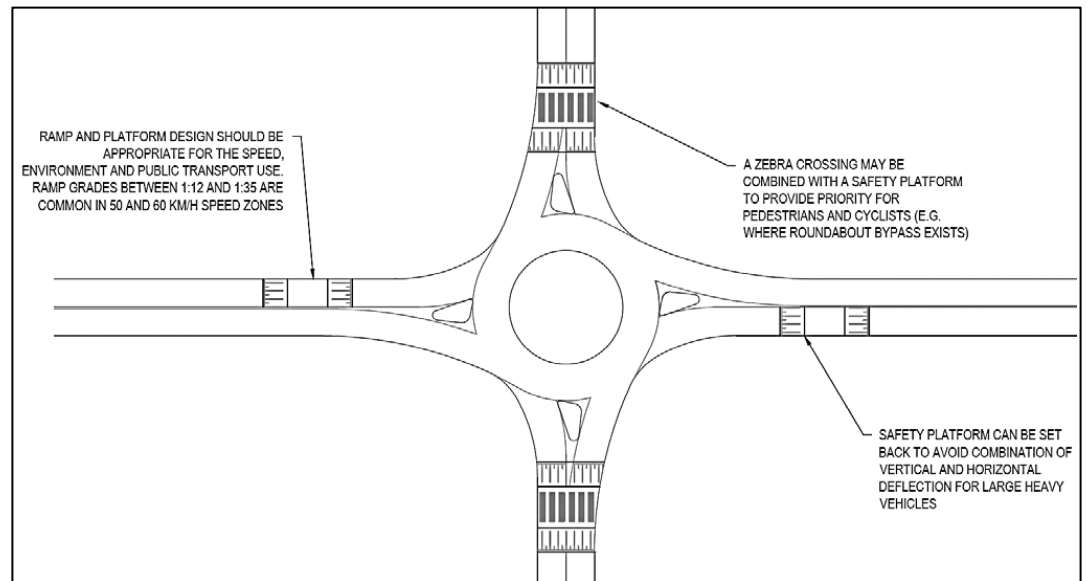 RAMP AND PLATFORM DESIGN SHOULD BE
APPROPRIATE FOR THE SPEED,
ENVIRONMENT AND PUBLIC TRANSPORT USE.
RAMP GRADES BETWEEN 1:12 AND 1:35 ARE
COMMON IN 50 AND 60 KM/H SPEED ZONES
A ZEBRA CROSSING MAY BE
COMBINED WITH A SAFETY PLATFORM
TO PROVIDE PRIORITY FOR
PEDESTRIANS AND CYCLISTS (E.G.
WHERE ROUNDABOUT BYPASS EXISTS)
SAFETY PLATFORM CAN BE SET
BACK TO AVOID COMBINATION OF
VERTICAL AND HORIZONTAL
DEFLECTION FOR LARGE HEAVY
VEHICLES